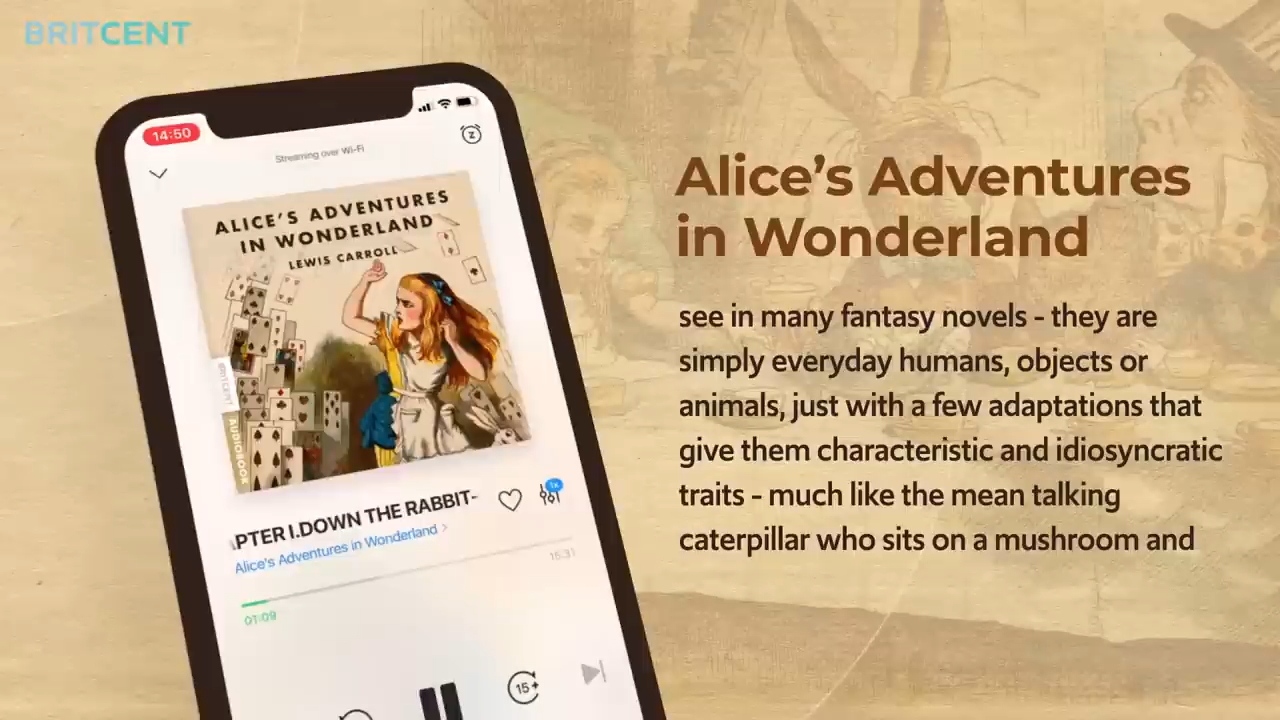 BRITCENT
14:50
Streaming over Wi-Fi
z
ALICE'S ADVENTURES
IN WONDERLAND
LEWIS CARROLL
BRITCENT
AUDIOBOOK
PTER I.DOWN THE RABBIT-
1x
Alice's Adventures in Wonderland >
01:09
15:31
15+
Alice's Adventures
in Wonderland
see in many fantasy novels - they are
simply everyday humans, objects or
animals, just with a few adaptations that
give them characteristic and idiosyncratic
traits - much like the mean talking
caterpillar who sits on a mushroom and